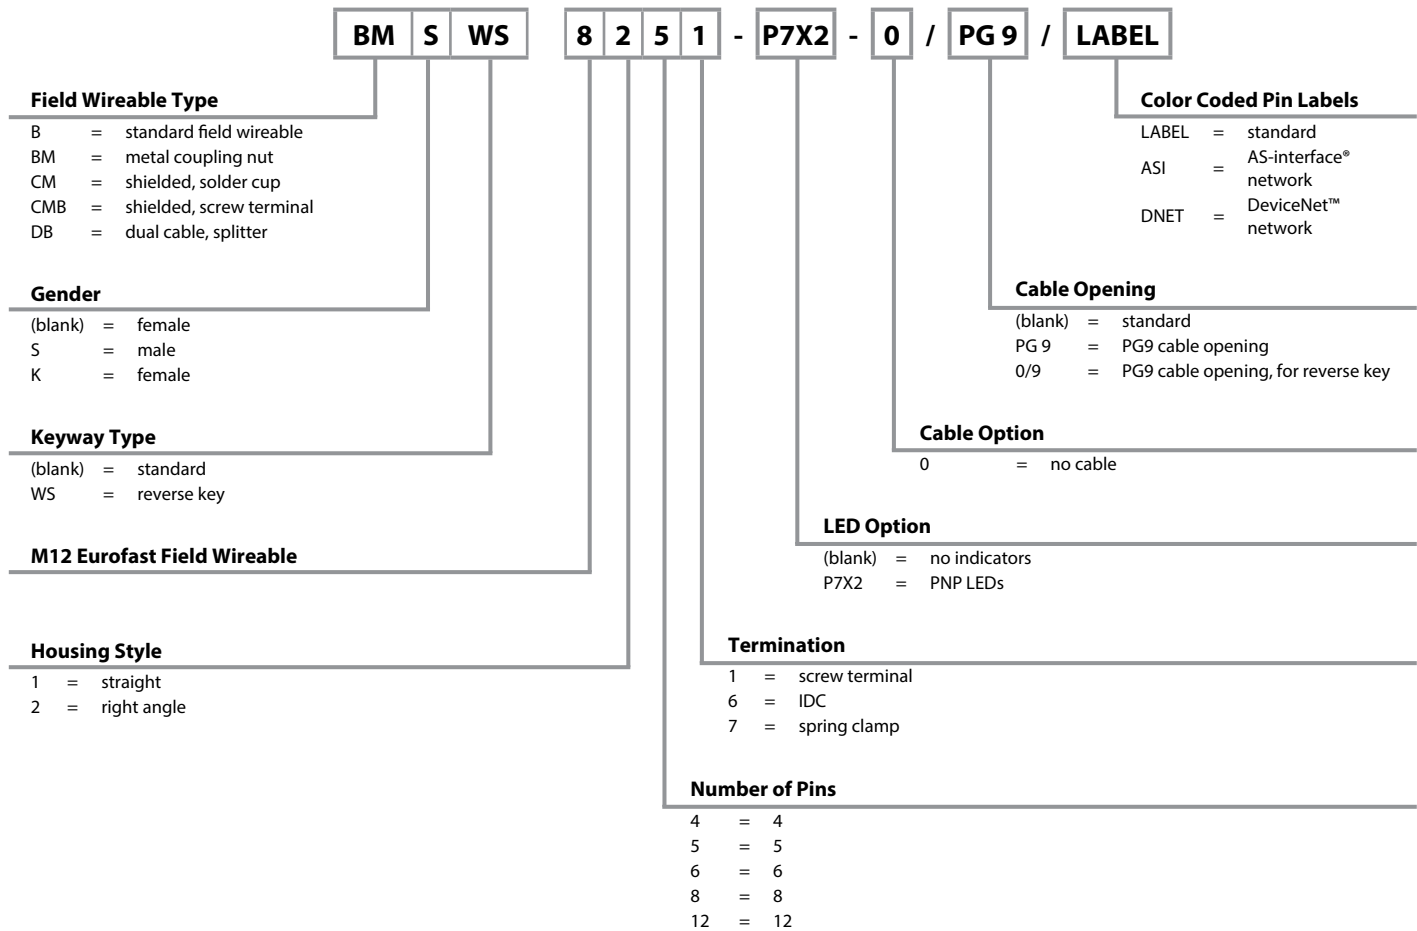 BM S WS 8 2 5 1 - P7X2 - 0 / PG 9 / LABEL
Field Wireable Type
B = standard field wireable
BM = metal coupling nut
CM = shielded, solder cup
CMB = shielded, screw terminal
DB = dual cable, splitter
Gender
(blank) = female
S = male
K = female
Keyway Type
(blank) = standard
WS = reverse key
M12 Eurofast Field Wireable
Housing Style
1 = straight
2 = right angle
Color Coded Pin Labels
LABEL = standard
ASI = AS-interface®
network
DNET = DeviceNet™
network
Cable Opening
(blank) = standard
PG 9 = PG9 cable opening
0/9 = PG9 cable opening, for reverse key
Cable Option
0 = no cable
LED Option
(blank) = no indicators
P7X2 = PNP LEDs
Termination
1 = screw terminal
6 = IDC
7 = spring clamp
Number of Pins
4 = 4
5 = 5
6 = 6
8 = 8
12 = 12